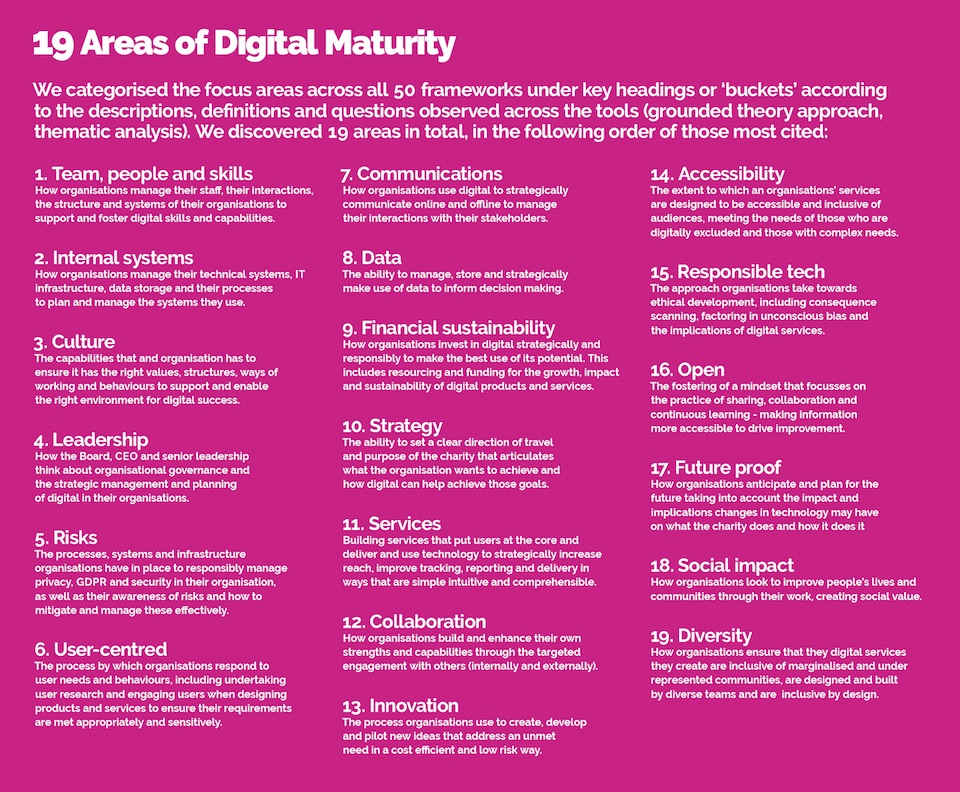 19 Areas of Digital Maturity
We categorised the focus areas across all 50 frameworks under key headings or ‘buckets’ according
to the descriptions, definitions and questions observed across the tools (grounded theory approach,
thematic analysis). We discovered 19 areas in total, in the following order of those most cited:
1. Team, people and skills
How organisations manage their staff, their interactions,
the structure and systems of their organisations to
support and foster digital skills and capabilities.
2. Internal systems
How organisations manage their technical systems, IT
infrastructure, data storage and their processes
to plan and manage the systems they use.
3. Culture
The capabilities that and organisation has to
ensure it has the right values, structures, ways of
working and behaviours to support and enable
the right environment for digital success.
4. Leadership
How the Board, CEO and senior leadership
think about organisational governance and
the strategic management and planning
of digital in their organisations.
5. Risks
The processes, systems and infrastructure
organisations have in place to responsibly manage
privacy, GDPR and security in their organisation,
as well as their awareness of risks and how to
mitigate and manage these effectively.
6. User-centred
The process by which organisations respond to
user needs and behaviours, including undertaking
user research and engaging users when designing
products and services to ensure their requirements
are met appropriately and sensitively.
7. Communications
How organisations use digital to strategically
communicate online and offline to manage
their interactions with their stakeholders.
8. Data
The ability to manage, store and strategically
make use of data to inform decision making.
9. Financial sustainability
How organisations invest in digital strategically and
responsibly to make the best use of its potential. This
includes resourcing and funding for the growth, impact
and sustainability of digital products and services.
10. Strategy
The ability to set a clear direction of travel
and purpose of the charity that articulates
what the organisation wants to achieve and
how digital can help achieve those goals.
11. Services
Building services that put users at the core and
deliver and use technology to strategically increase
reach, improve tracking, reporting and delivery in
ways that are simple intuitive and comprehensible.
12. Collaboration
How organisations build and enhance their own
strengths and capabilities through the targeted
engagement with others (internally and externally).
13. Innovation
The process organisations use to create, develop
and pilot new ideas that address an unmet
need in a cost efficient and low risk way.
14. Accessibility
The extent to which an organisations’ services
are designed to be accessible and inclusive of
audiences, meeting the needs of those who are
digitally excluded and those with complex needs.
15. Responsible tech
The approach organisations take towards
ethical development, including consequence
scanning, factoring in unconscious bias and
the implications of digital services.
16. Open
The fostering of a mindset that focusses on
the practice of sharing, collaboration and
continuous learning - making information
more accessible to drive improvement.
17. Future proof
How organisations anticipate and plan for the
future taking into account the impact and
implications changes in technology may have
on what the charity does and how it does it
18. Social impact
How organisations look to improve people’s lives and
communities through their work, creating social value.
19. Diversity
How organisations ensure that they digital services
they create are inclusive of marginalised and under
represented communities, are designed and built
by diverse teams and are inclusive by design.